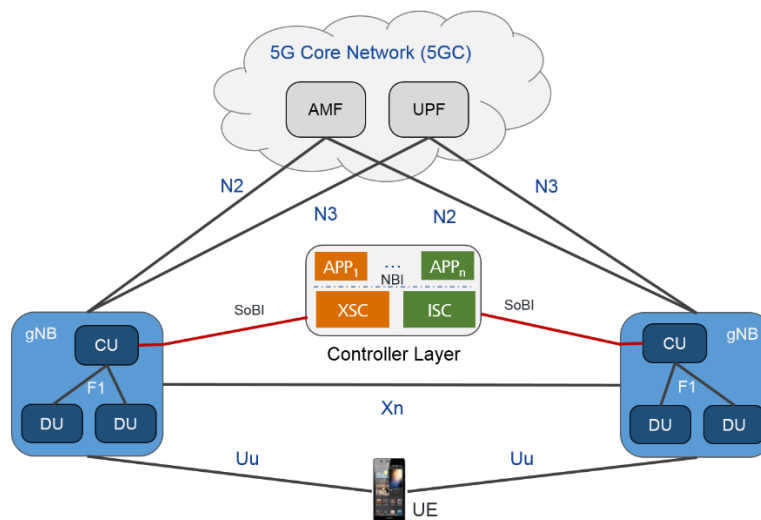 5G Core Network (5GC)
AMF
UPF
N2
N3
N3
N2
APP1
...
APPn
NBI
SoBI
XSC
ISC
SoBI
Controller Layer
gNB
CU
F1
DU
DU
gNB
CU
F1
DU
DU
Xn
Uu
Uu
UE